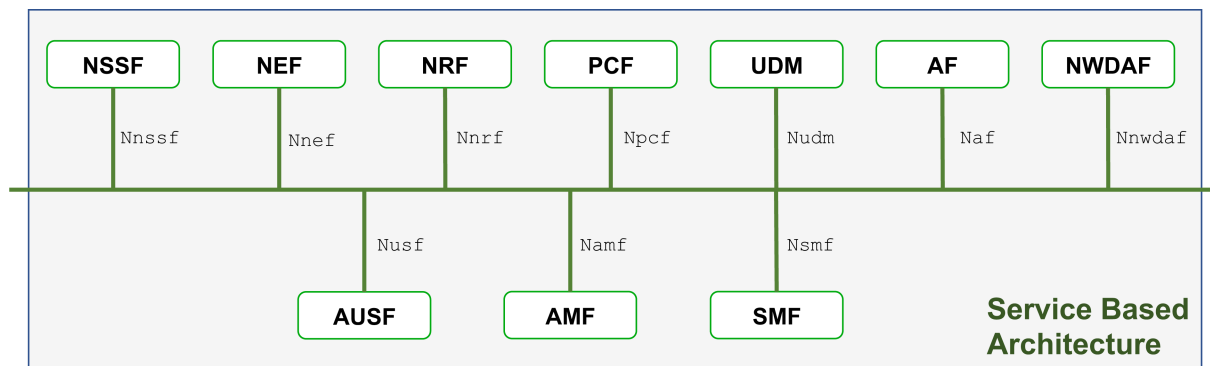 NSSF NEF NRF PCF UDM AF NWDAF
Nnssf Nnef Nnrf Npcf Nudm Naf Nnwdaf
Nusf Namf Nsmf
AUSF AMF SMF
Service Based
Architecture